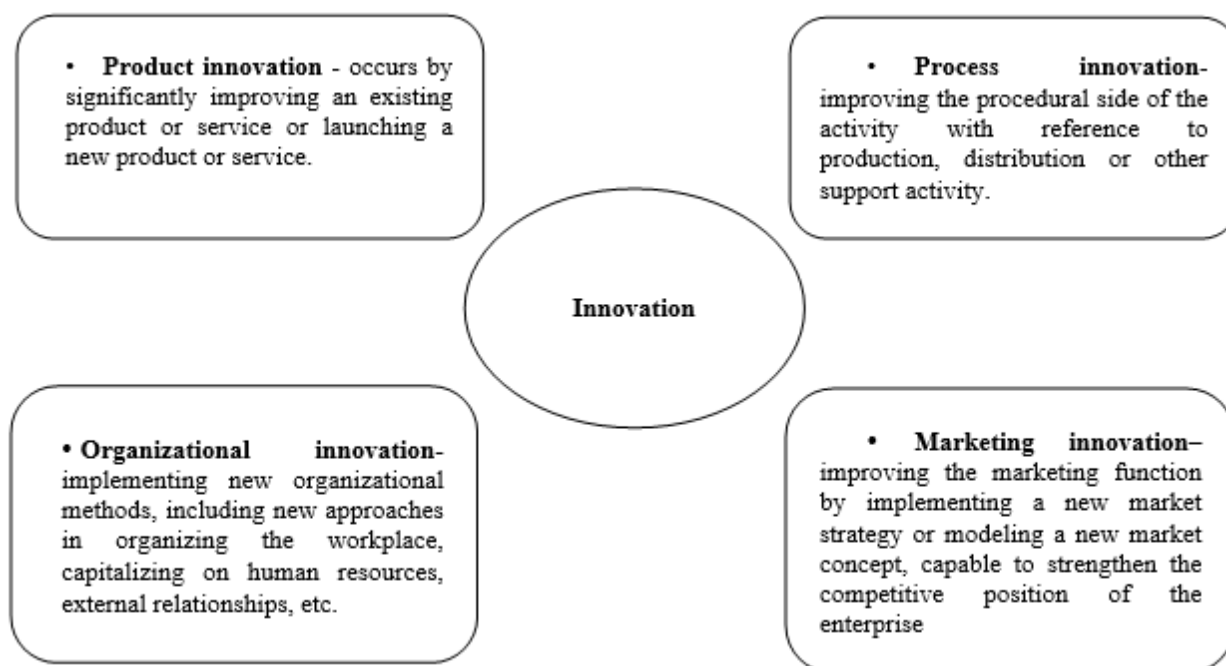 • Product innovation - occurs by
significantly improving an existing
product or service or launching a
new product or service.
• Process innovation-
improving the procedural side of the
activity with reference to
production, distribution or other
support activity.
Innovation
• Organizational innovation-
implementing new organizational
methods, including new approaches
in organizing the workplace,
capitalizing on human resources,
external relationships, etc.
• Marketing innovation–
improving the marketing function
by implementing a new market
strategy or modeling a new market
concept, capable to strengthen the
competitive position of the
enterprise